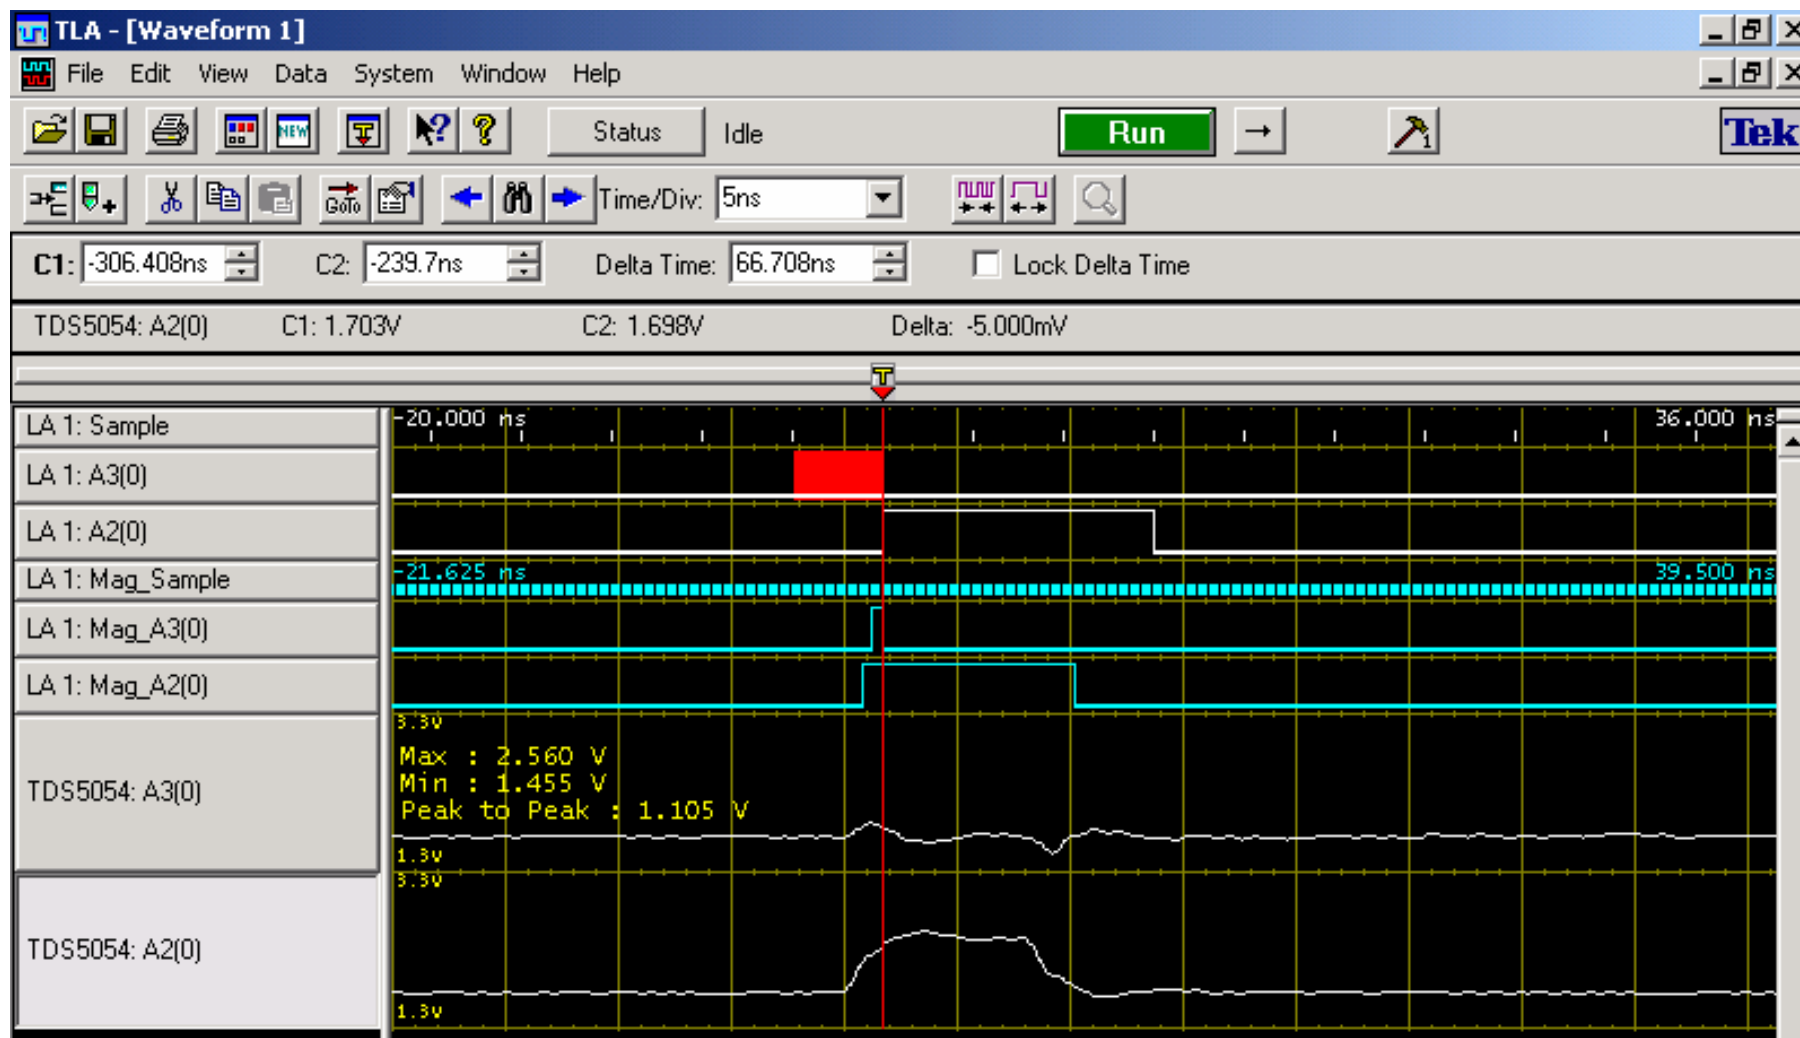 TLA - [Waveform 1]
File Edit View Data System Window Help
NEW Status Idle Run 1 Tek
GoTo Time/Div: 5ns
C1: -306.408ns C2: -239.7ns Delta Time: 66.708ns Lock Delta Time
TDS5054: A2(0) C1: 1.703V C2: 1.698V Delta: -5.000mV
T
LA 1: Sample -20.000 ns 36.000 ns
LA 1: A3(0)
LA 1: A2(0)
LA 1: Mag_Sample -21.625 ns 39.500 ns
LA 1: Mag_A3(0)
LA 1: Mag_A2(0)
3.3V
Max : 2.560 V
Min : 1.455 V
TDS5054: A3(0)
Peak to Peak : 1.105 V
1.3V
3.3V
TDS5054: A2(0)
1.3V